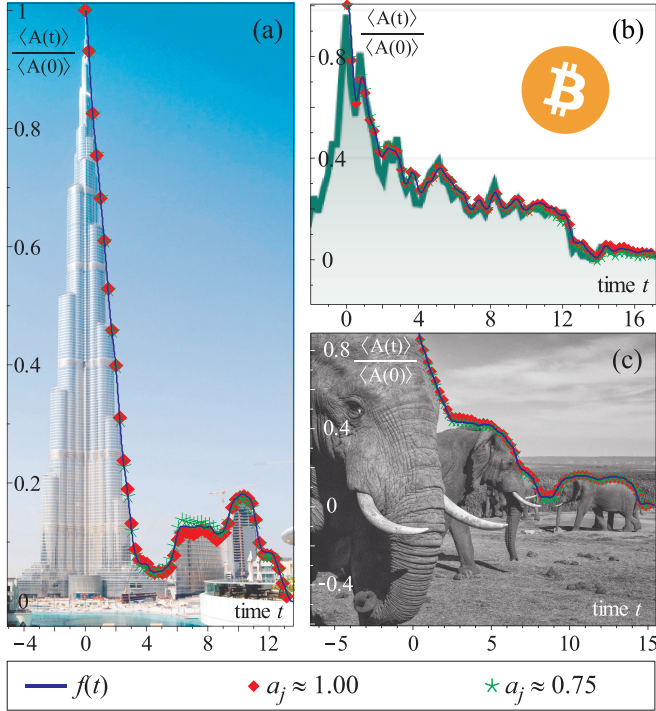 (a)
1
⟨A(t)⟩
⟨A(0)⟩
0.8
0.6
0.4
0.2
0
time t
−4 0 4 8 12
(b)
⟨A(t)⟩
⟨A(0)⟩
0.8
0.4
0
time t
0 4 8 12 16
(c)
0.8
⟨A(t)⟩
⟨A(0)⟩
0.4
0
-0.4
time t
−5 0 5 10 15
f(t) a_j ≈ 1.00 a_j ≈ 0.75